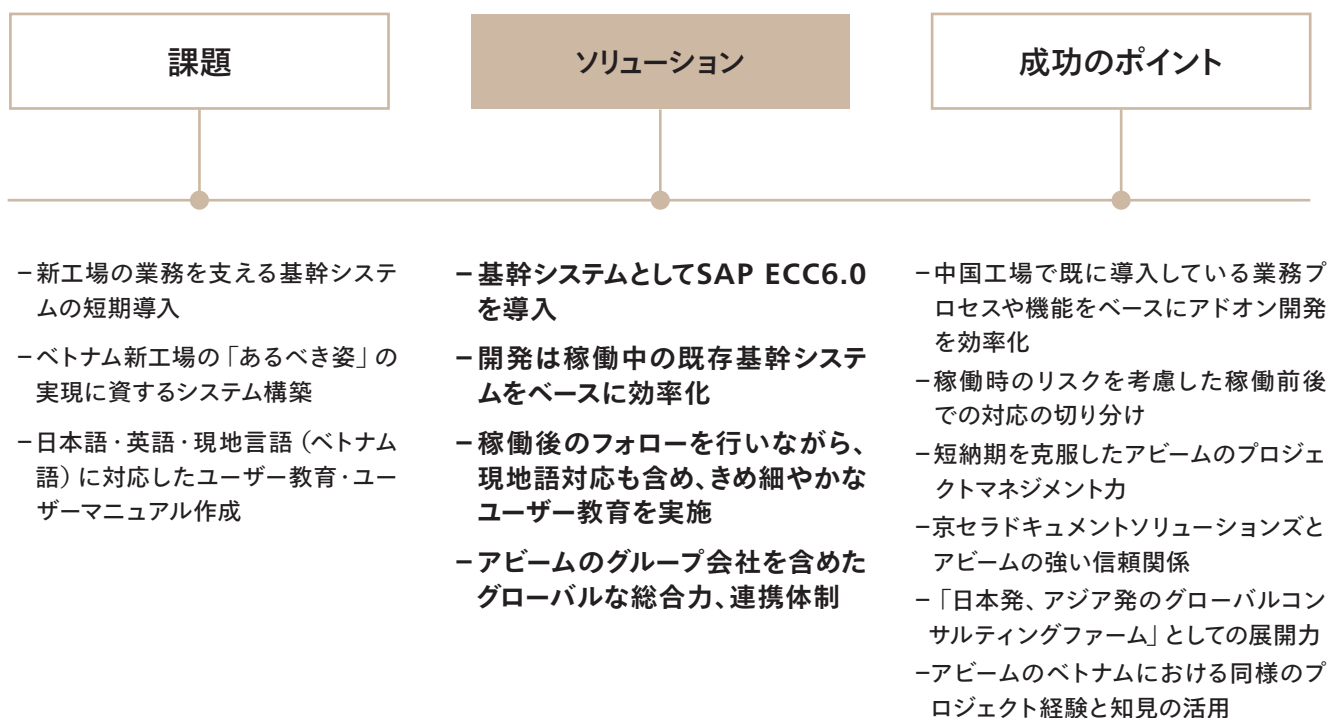 課題
ソリューション
成功のポイント
–新工場の業務を支える基幹システ
ムの短期導入
–ベトナム新工場の「あるべき姿」の
実現に資するシステム構築
–日本語・英語・現地言語（ベトナム
語）に対応したユーザー教育・ユー
ザーマニュアル作成
–基幹システムとしてSAP ECC6.0
を導入
–開発は稼働中の既存基幹システ
ムをベースに効率化
–稼働後のフォローを行いながら、
現地語対応も含め、きめ細やかな
ユーザー教育を実施
–アビームのグループ会社を含めた
グローバルな総合力、連携体制
–中国工場で既に導入している業務プ
ロセスや機能をベースにアドオン開発
を効率化
–稼働時のリスクを考慮した稼働前後
での対応の切り分け
–短納期を克服したアビームのプロジェ
クトマネジメント力
–京セラドキュメントソリューションズと
アビームの強い信頼関係
–「日本発、アジア発のグローバルコン
サルティングファーム」としての展開力
–アビームのベトナムにおける同様のプ
ロジェクト経験と知見の活用